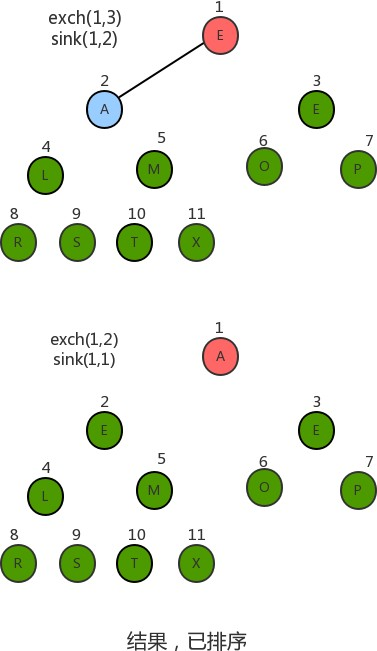 exch(1,3)
sink(1,2)
1
E
2
A
3
E
4
L
5
M
6
O
7
P
8
R
9
S
10
T
11
X
exch(1,2)
sink(1,1)
1
A
2
E
3
E
4
L
5
M
6
O
7
P
8
R
9
S
10
T
11
X
结果，已排序